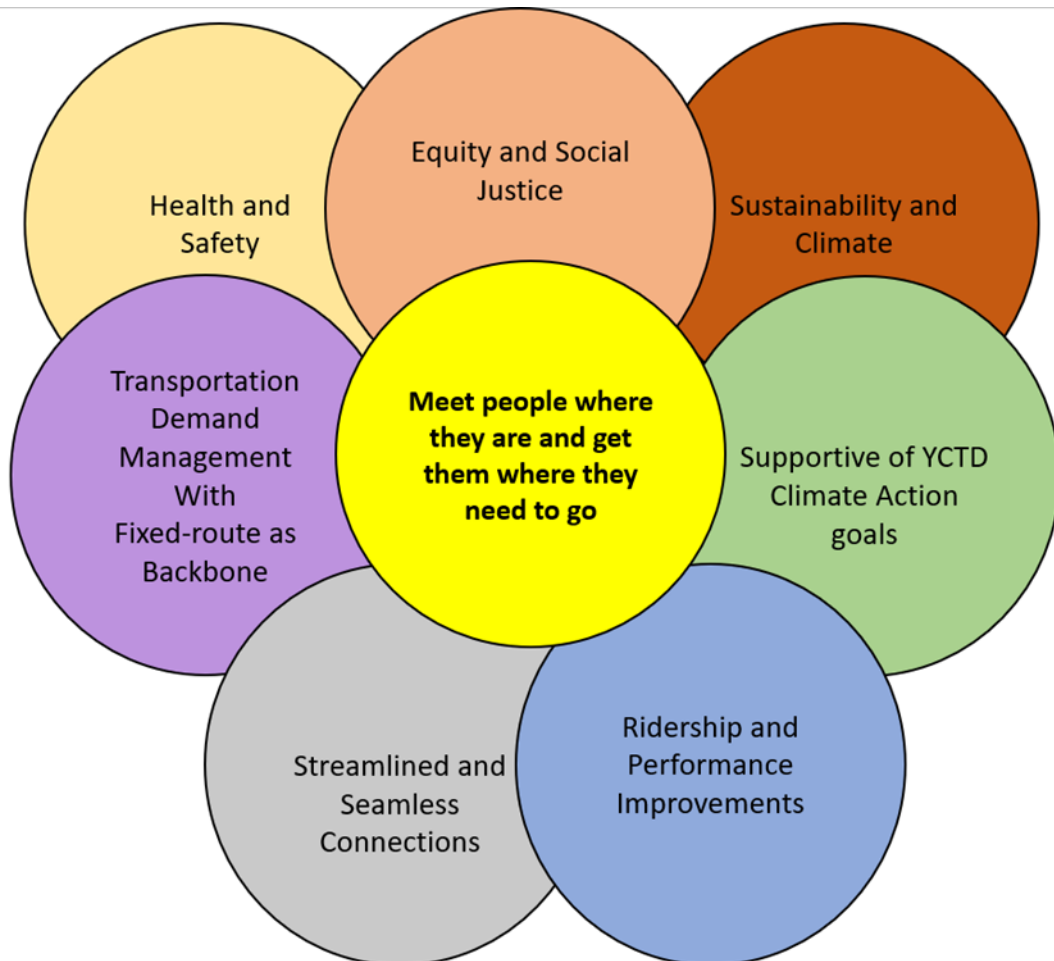 Equity and Social
Justice
Health and
Safety
Sustainability and
Climate
Transportation
Demand
Management
With
Fixed-route as
Backbone
Meet people where
they are and get
them where they
need to go
Supportive of YCTD
Climate Action
goals
Streamlined and
Seamless
Connections
Ridership and
Performance
Improvements